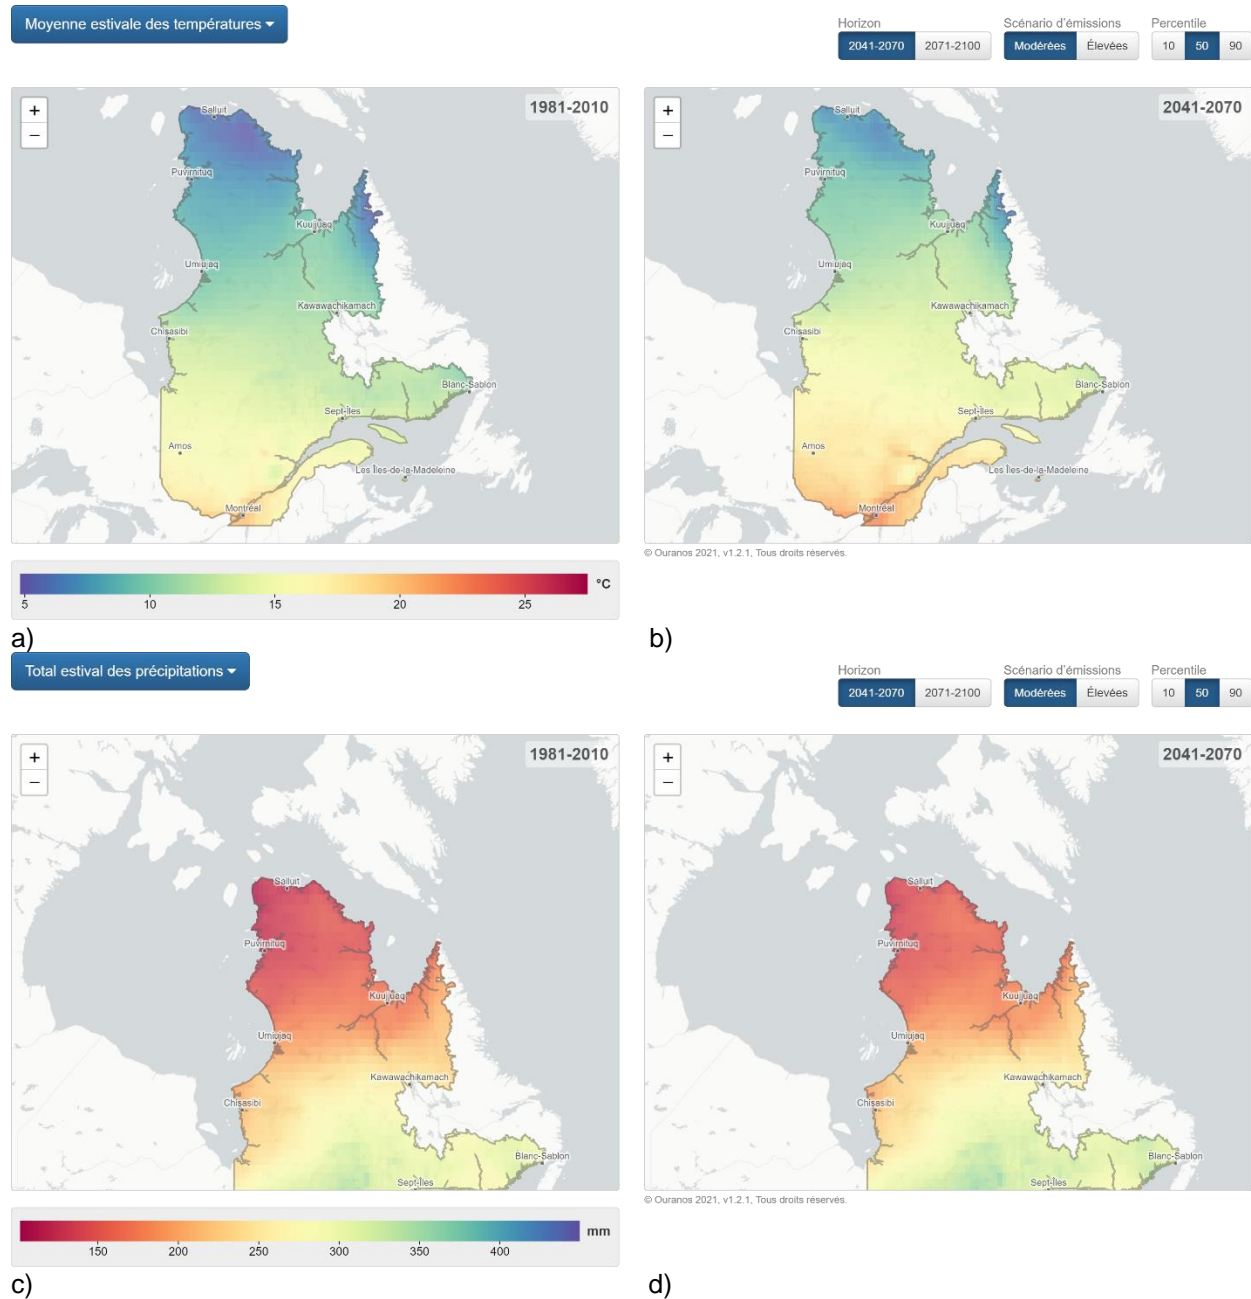 Moyenne estivale des températures
Horizon Scénario d'émissions Percentile
2041-2070 2071-2100 Modérées Élevées 10 50 90
+
−
1981-2010
Salluit
Puvirnituq
Kuujjuaq
Umiujaq
Kawawachikamach
Chisasibi
Blanc-Sablon
Sept-Îles
Amos
Les Îles-de-la-Madeleine
Montréal
+
−
2041-2070
Salluit
Puvirnituq
Kuujjuaq
Umiujaq
Kawawachikamach
Chisasibi
Blanc-Sablon
Sept-Îles
Amos
Les Îles-de-la-Madeleine
Montréal
© Ouranos 2021, v1.2.1, Tous droits réservés.
°C
5 10 15 20 25
a) b)
Total estival des précipitations
Horizon Scénario d'émissions Percentile
2041-2070 2071-2100 Modérées Élevées 10 50 90
+
−
1981-2010
Salluit
Puvirnituq
Kuujjuaq
Umiujaq
Kawawachikamach
Chisasibi
Blanc-Sablon
Sept-Îles
+
−
2041-2070
Salluit
Puvirnituq
Kuujjuaq
Umiujaq
Kawawachikamach
Chisasibi
Blanc-Sablon
Sept-Îles
© Ouranos 2021, v1.2.1, Tous droits réservés.
mm
150 200 250 300 350 400
c) d)